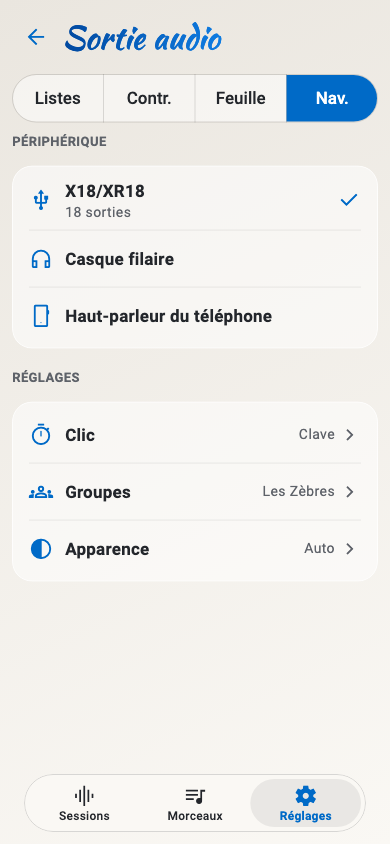 Sortie audio
Listes
Contr.
Feuille
Nav.
PÉRIPHÉRIQUE
X18/XR18
18 sorties
Casque filaire
Haut-parleur du téléphone
RÉGLAGES
Clic
Clave
Groupes
Les Zèbres
Apparence
Auto
Sessions
Morceaux
Réglages